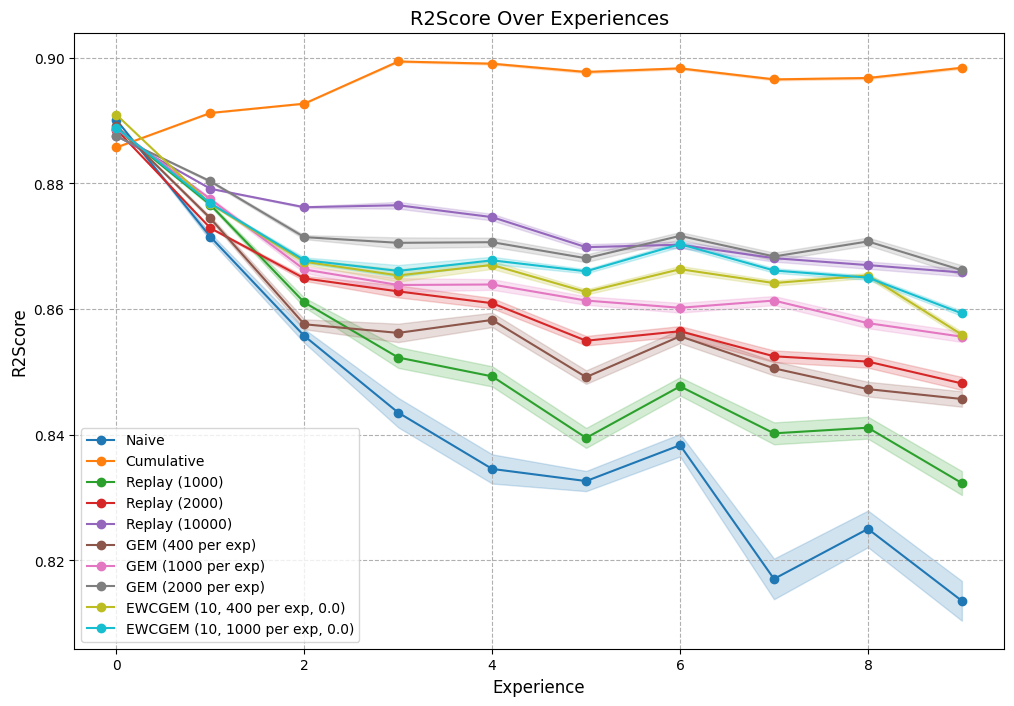 R2Score Over Experiences
R2Score
0.90
0.88
0.86
0.84
0.82
Naive
Cumulative
Replay (1000)
Replay (2000)
Replay (10000)
GEM (400 per exp)
GEM (1000 per exp)
GEM (2000 per exp)
EWCGEM (10, 400 per exp, 0.0)
EWCGEM (10, 1000 per exp, 0.0)
0 2 4 6 8
Experience